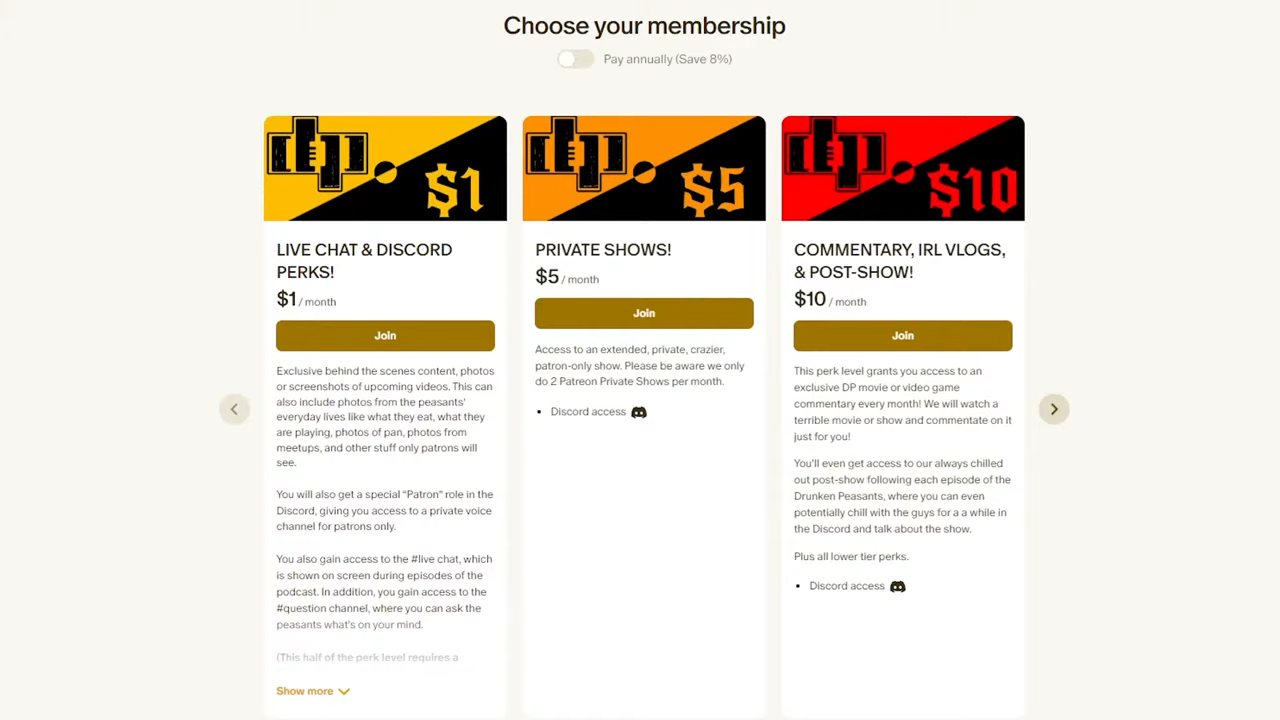 Choose your membership
Pay annually (Save 8%)
$1
LIVE CHAT & DISCORD
PERKS!
$1 / month
Join
Exclusive behind the scenes content, photos
or screenshots of upcoming videos. This can
also include photos from the peasants'
everyday lives like what they eat, what they
are playing, photos of pan, photos from
meetups, and other stuff only patrons will
see.
You will also get a special “Patron” role in the
Discord, giving you access to a private voice
channel for patrons only.
You also gain access to the #live chat, which
is shown on screen during episodes of the
podcast. In addition, you gain access to the
#question channel, where you can ask the
peasants what's on your mind.
(This half of the perk level requires a
Show more
$5
PRIVATE SHOWS!
$5 / month
Join
Access to an extended, private, crazier,
patron-only show. Please be aware we only
do 2 Patreon Private Shows per month.
• Discord access
$10
COMMENTARY, IRL VLOGS,
& POST-SHOW!
$10 / month
Join
This perk level grants you access to an
exclusive DP movie or video game
commentary every month! We will watch a
terrible movie or show and commentate on it
just for you!
You'll even get access to our always chilled
out post-show following each episode of the
Drunken Peasants, where you can even
potentially chill with the guys for a a while in
the Discord and talk about the show.
Plus all lower tier perks.
• Discord access